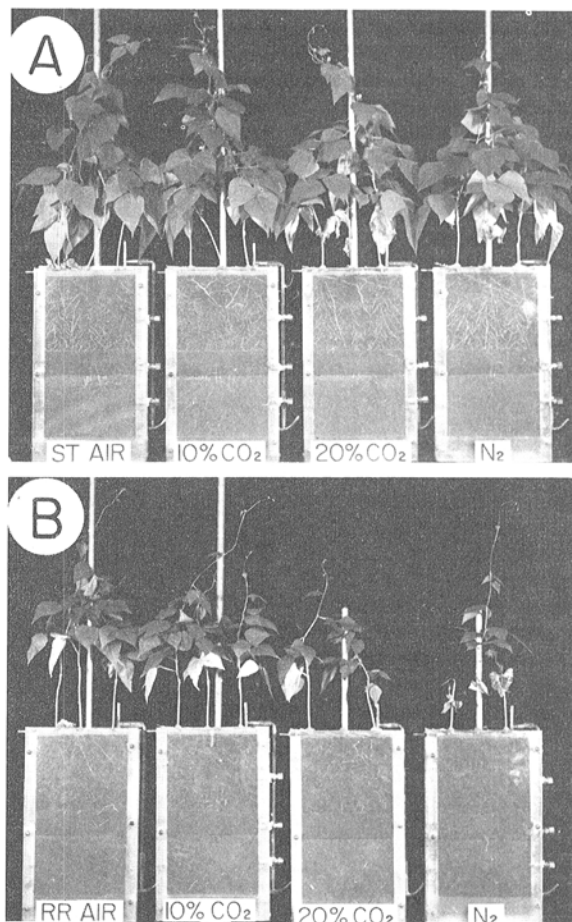 A
ST AIR 10% CO₂ 20% CO₂ N₂
B
RR AIR 10% CO₂ 20% CO₂ N₂